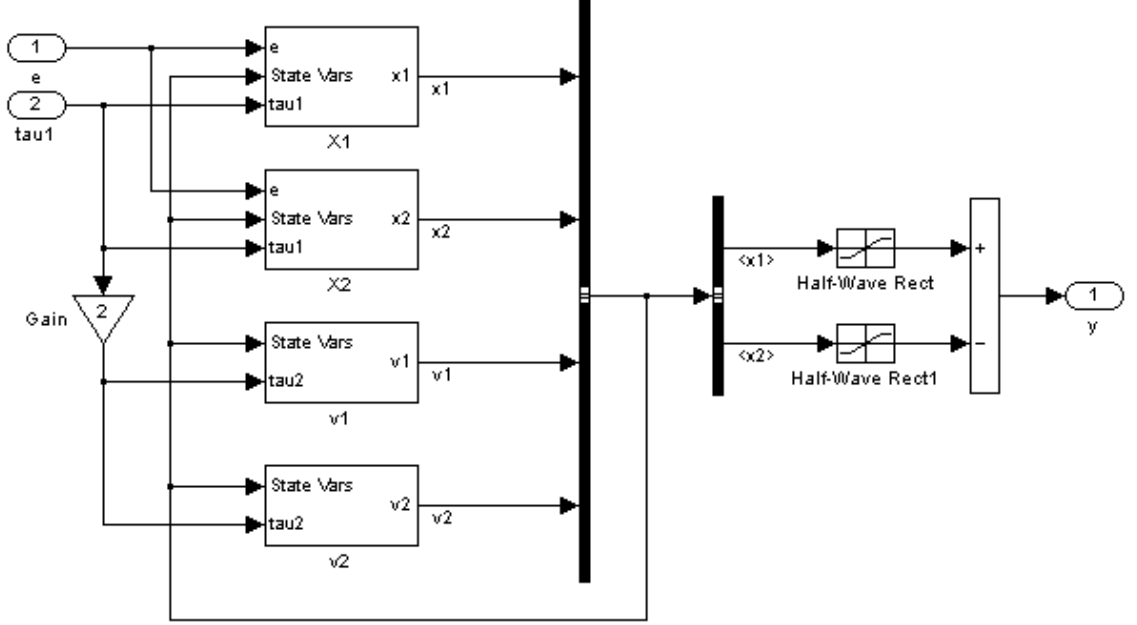 1
e
2
tau1
e
State Vars
x1
tau1
x1
X1
e
State Vars
x2
tau1
x2
X2
Gain
2
State Vars
v1
tau2
v1
v1
State Vars
v2
tau2
v2
v2
<x1>
Half-Wave Rect
+
<x2>
Half-Wave Rect1
−
1
y